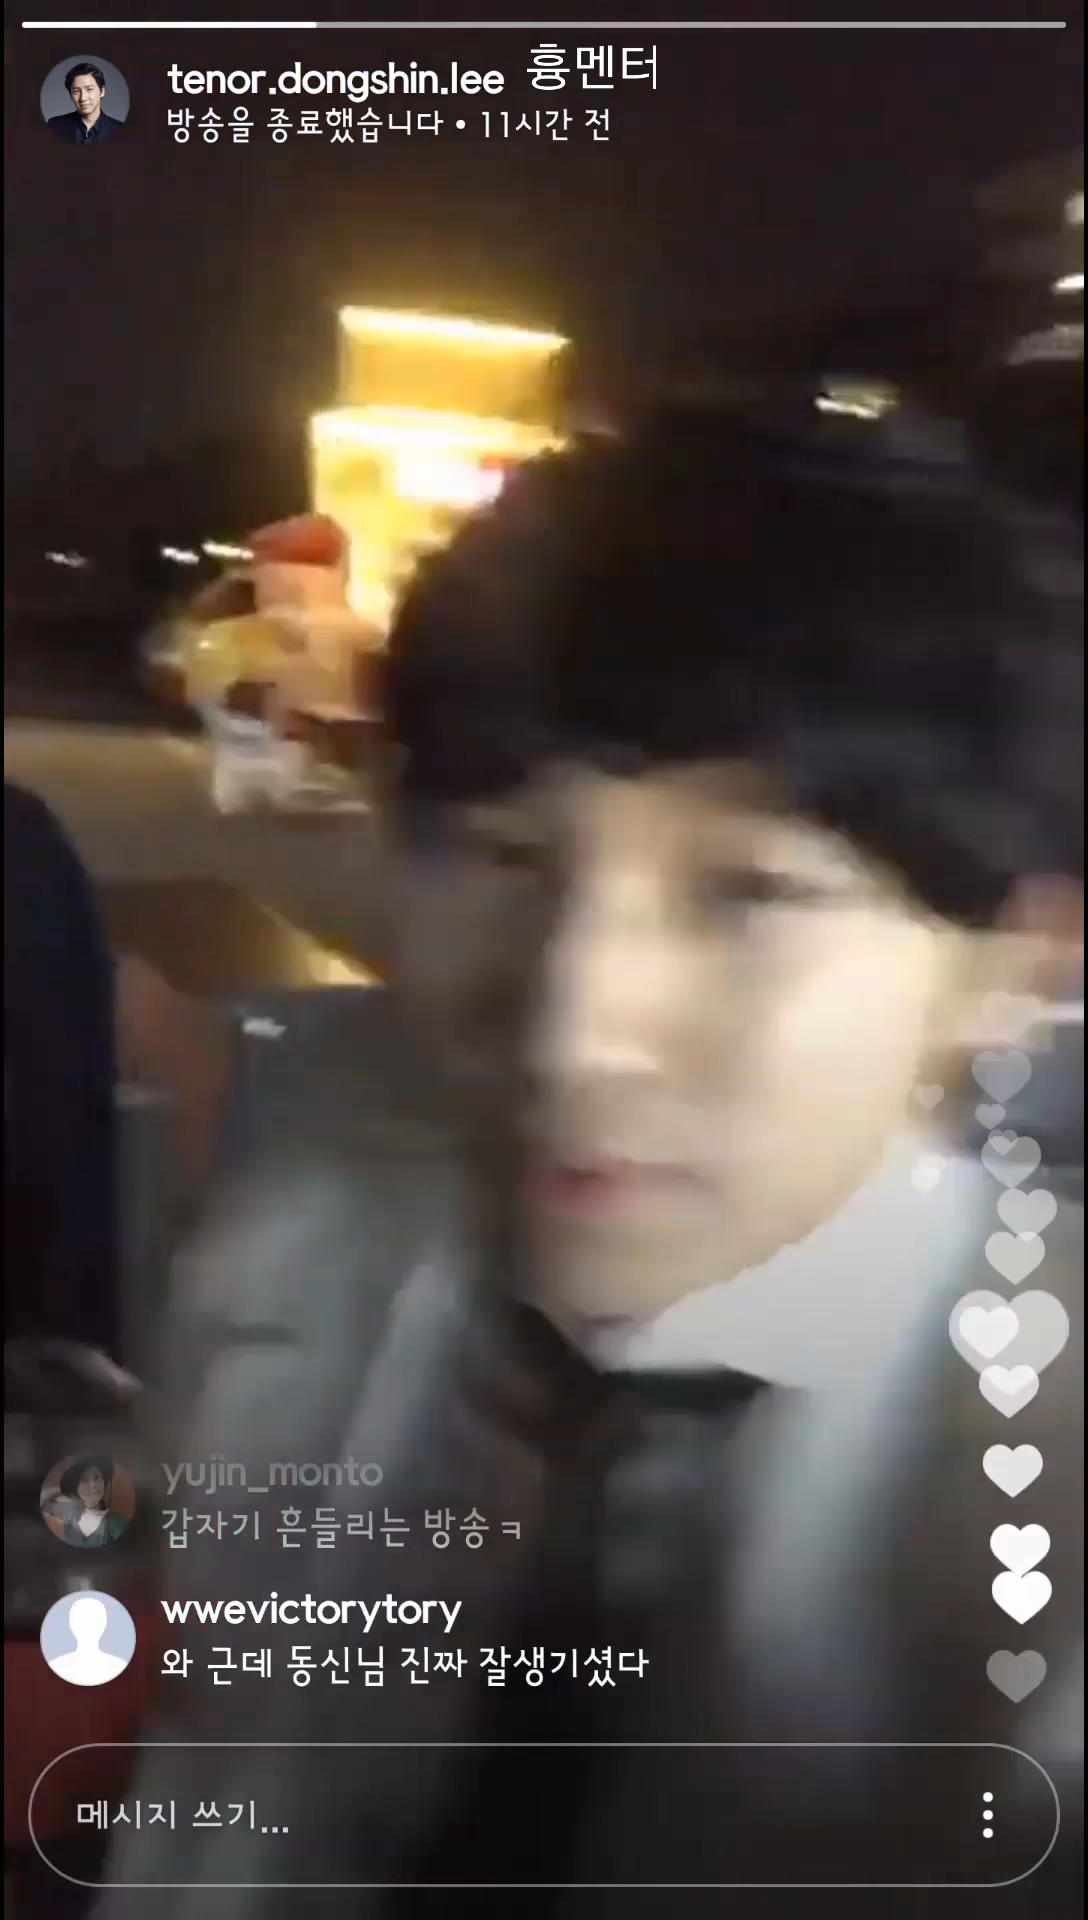 tenor.dongshin.lee 흉멘터
방송을 종료했습니다 • 11시간 전
yujin_monto
갑자기 흔들리는 방송ㅋ
wwevictorytory
와 근데 동신님 진짜 잘생기셨다
메시지 쓰기...